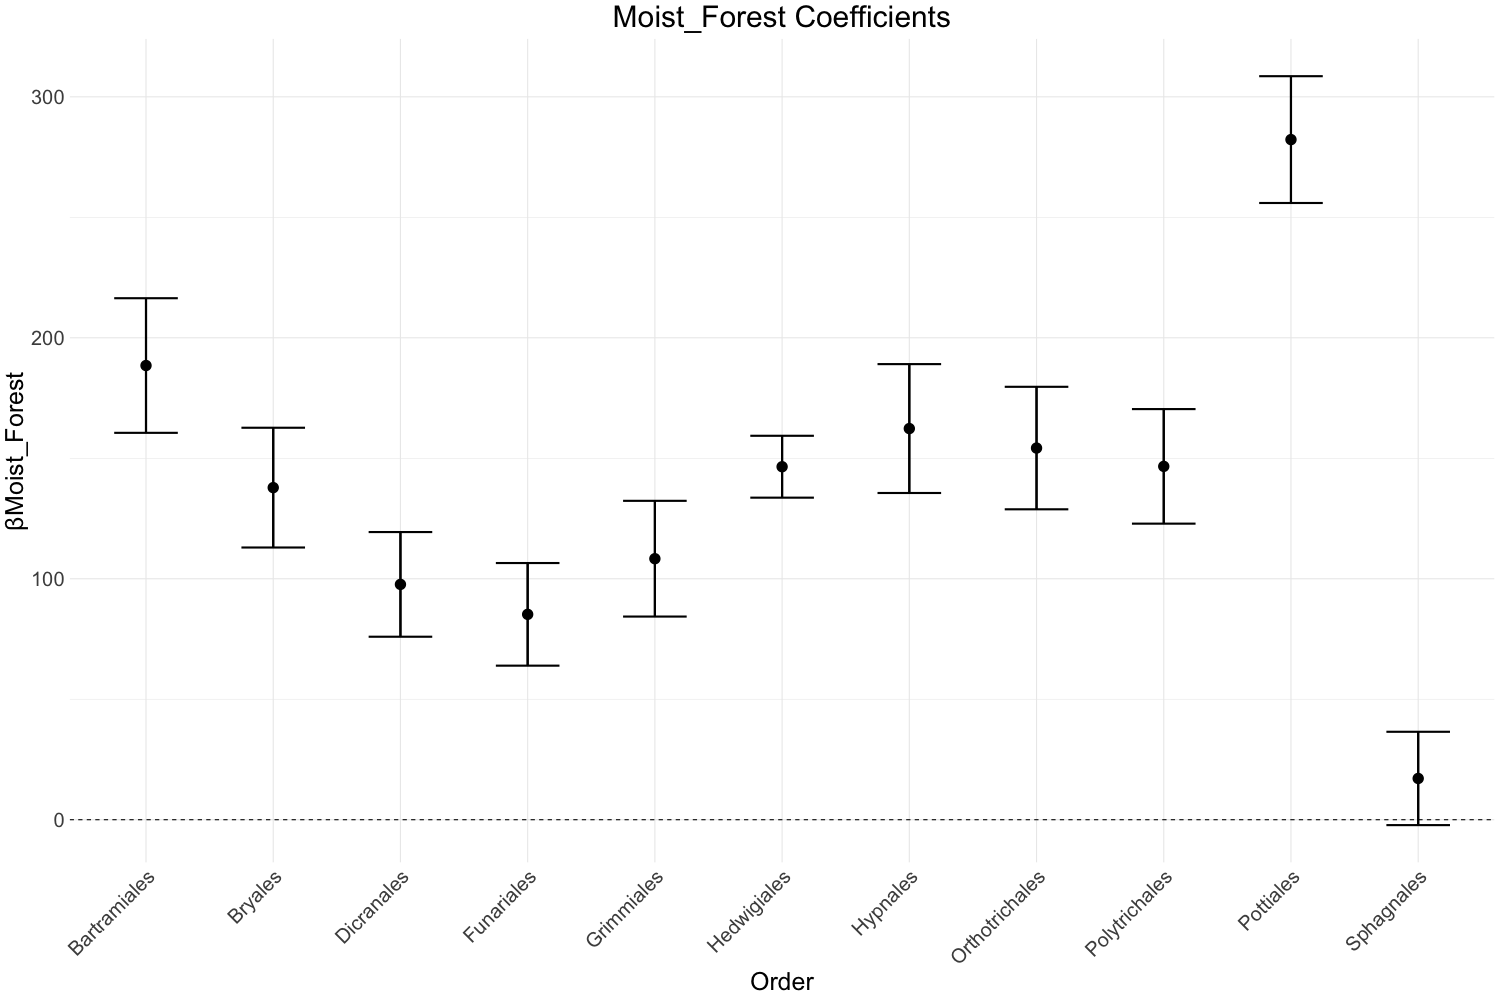 Moist_Forest Coefficients
βMoist_Forest
300
200
100
0
Bartramiales
Bryales
Dicranales
Funariales
Grimmiales
Hedwigiales
Hypnales
Orthotrichales
Polytrichales
Pottiales
Sphagnales
Order